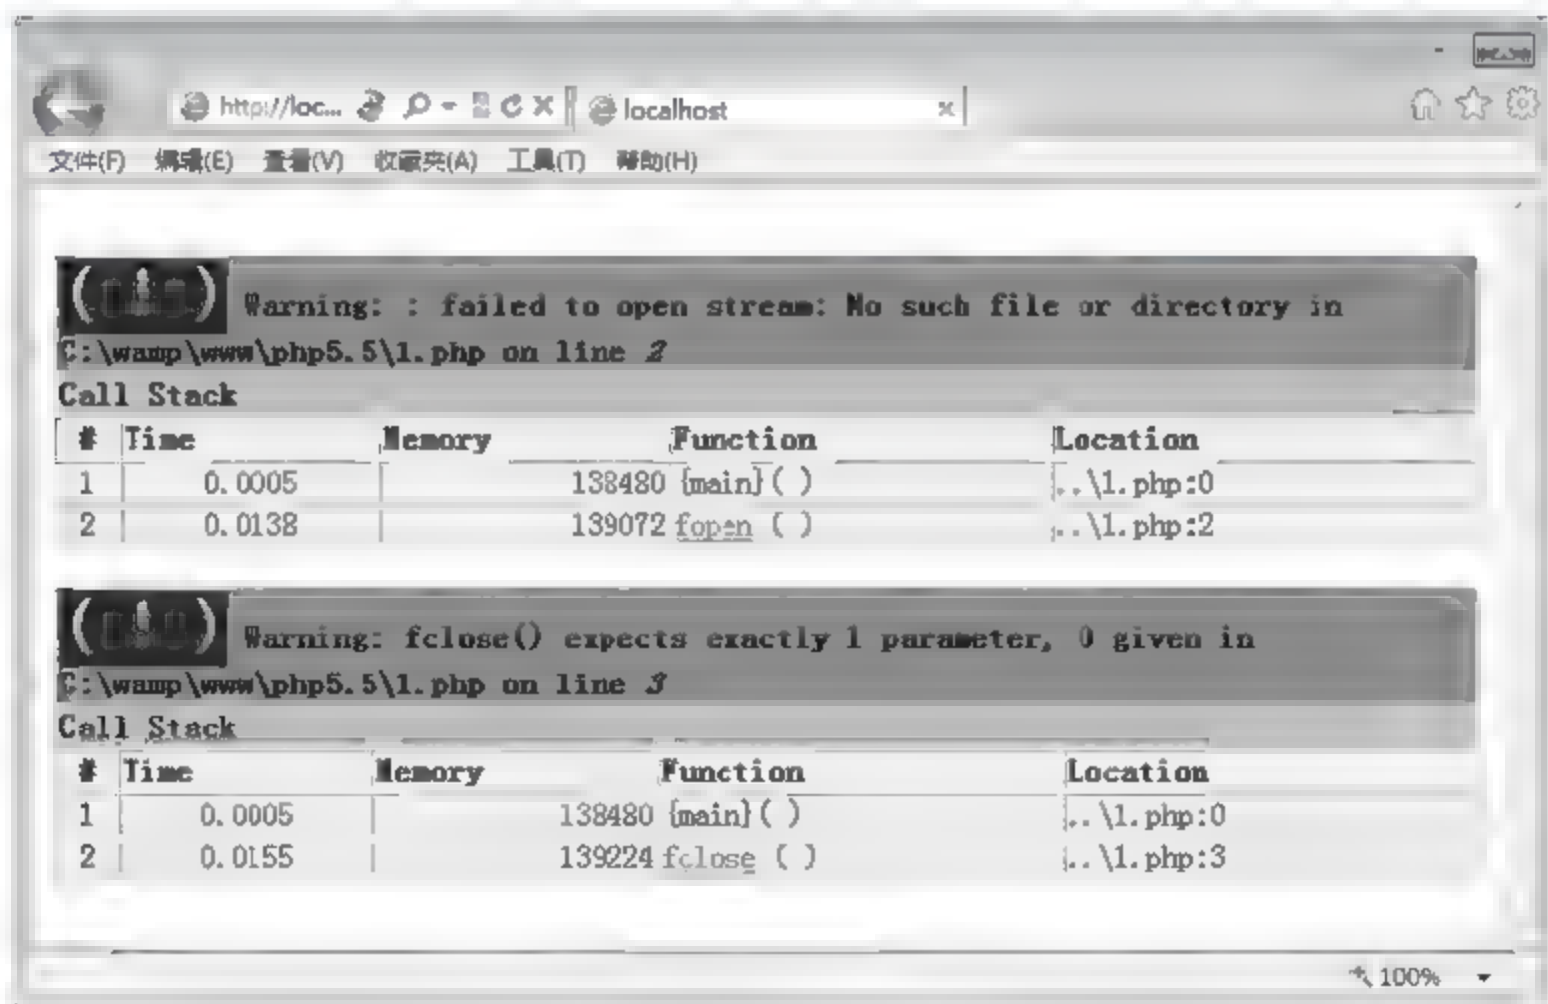 http://loc... localhost
文件(F) 编辑(E) 查看(V) 收藏夹(A) 工具(T) 帮助(H)
Warning: : failed to open stream: No such file or directory in
C:\wamp\www\php5.5\1.php on line 2
Call Stack
# Time Memory Function Location
1 0.0005 138480 {main}( ) ..\1.php:0
2 0.0138 139072 fopen ( ) ..\1.php:2
( ! ) Warning: fclose() expects exactly 1 parameter, 0 given in
C:\wamp\www\php5.5\1.php on line 3
Call Stack
# Time Memory Function Location
1 0.0005 138480 {main}( ) ..\1.php:0
2 0.0155 139224 fclose ( ) ..\1.php:3
100%